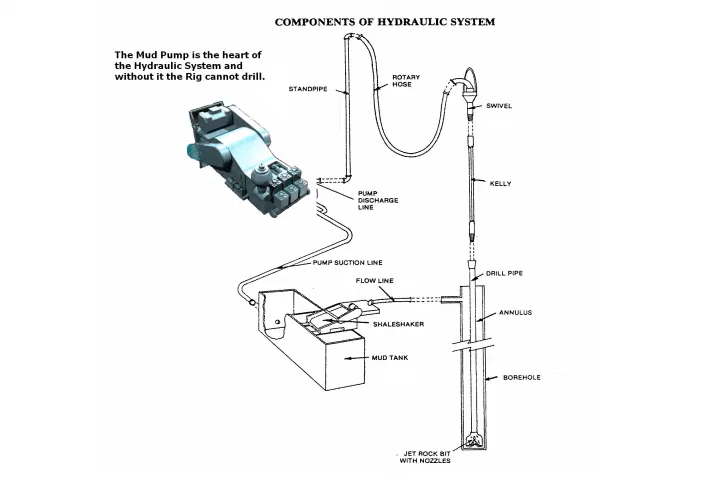 COMPONENTS OF HYDRAULIC SYSTEM
The Mud Pump is the heart of
the Hydraulic System and
without it the Rig cannot drill.
STANDPIPE
ROTARY
HOSE
SWIVEL
KELLY
PUMP
DISCHARGE
LINE
PUMP SUCTION LINE
FLOW LINE
DRILL PIPE
ANNULUS
SHALESHAKER
MUD TANK
BOREHOLE
JET ROCK BIT
WITH NOZZLES